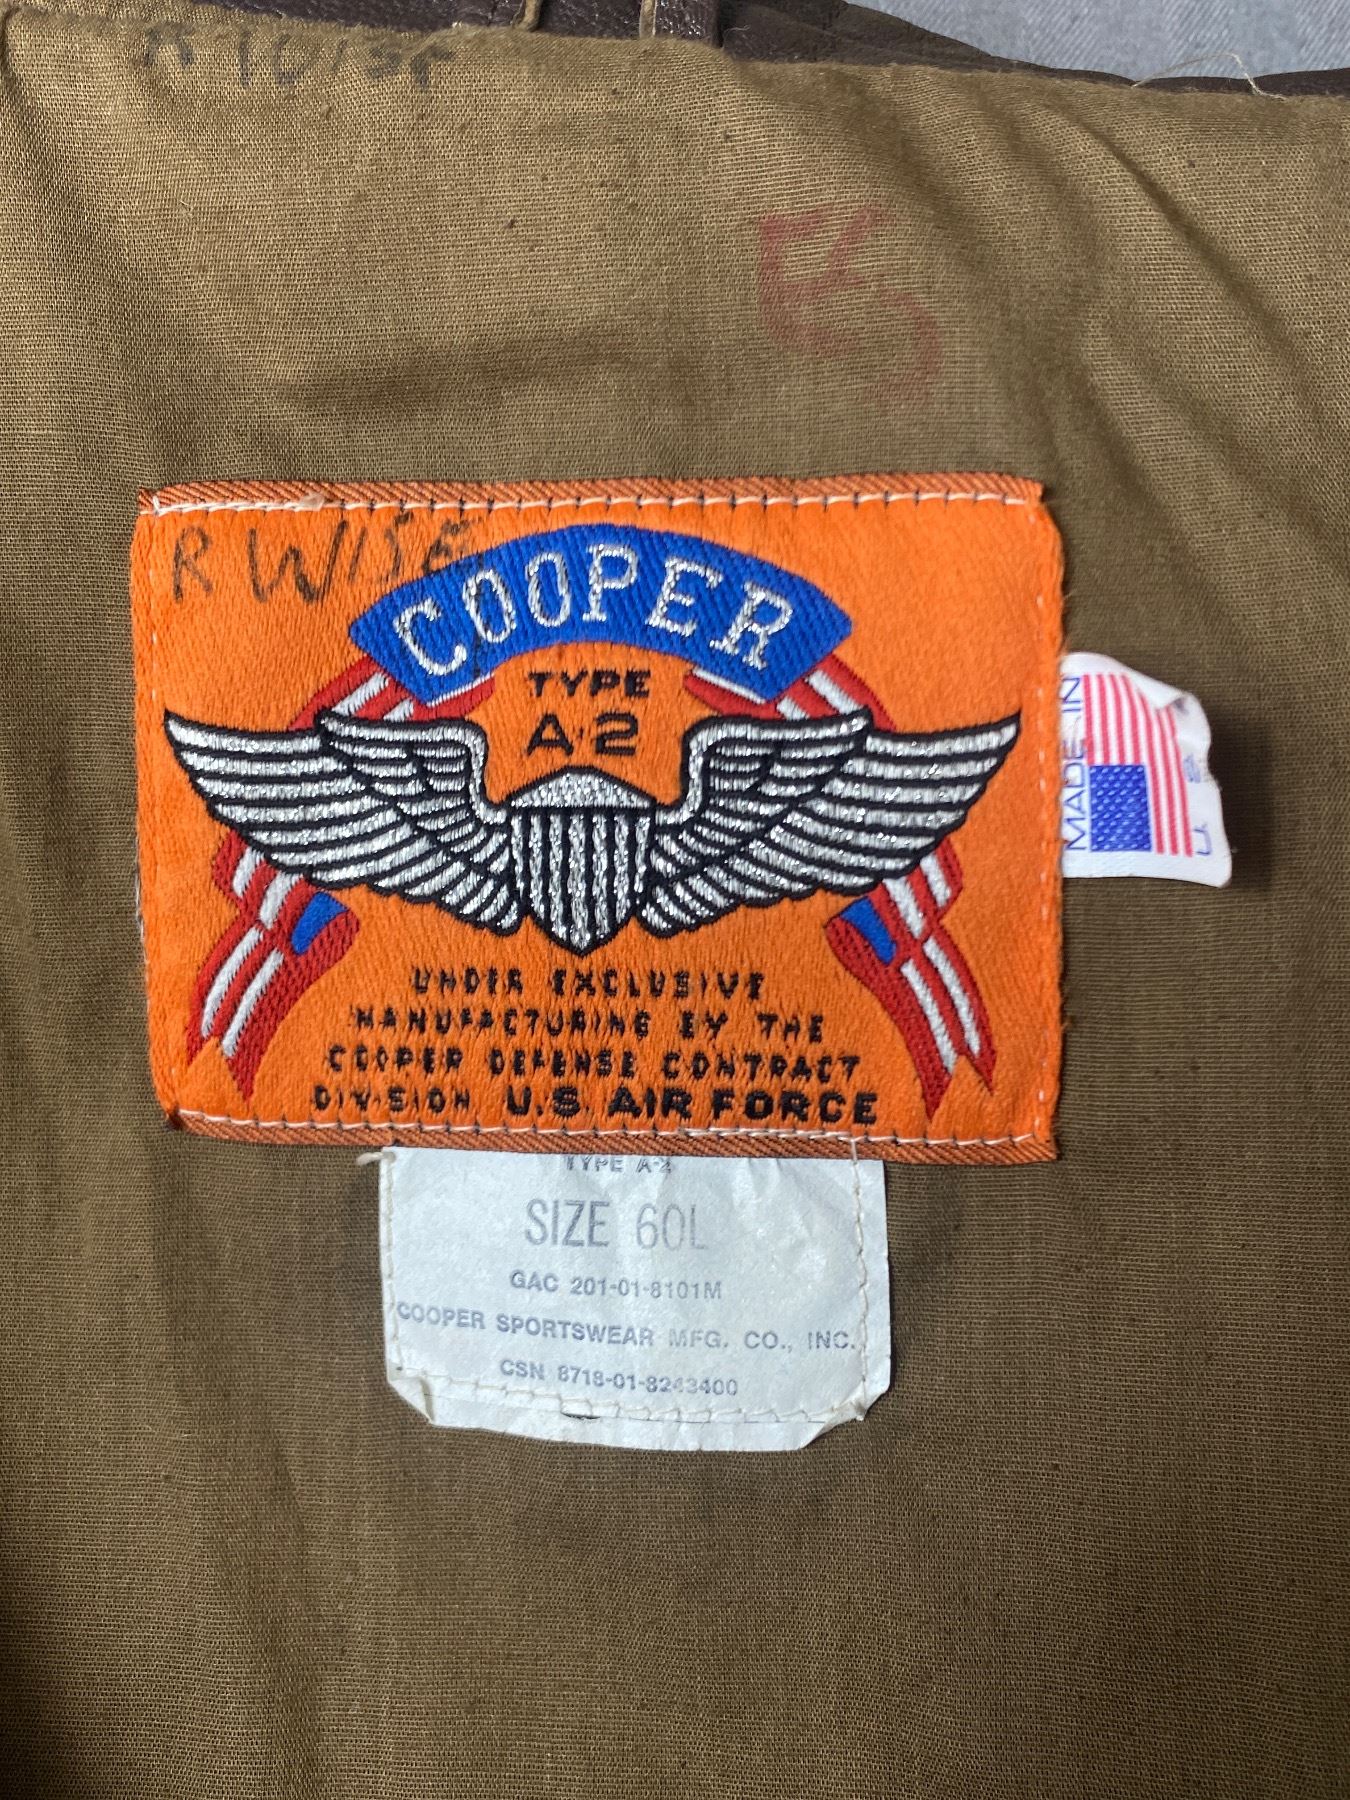 R WISE
COOPER
TYPE
A-2
UNDER EXCLUSIVE
MANUFACTURING BY THE
COOPER DEFENSE CONTRACT
DIVISION U.S. AIR FORCE
MADE IN
TYPE A-2
SIZE 60L
GAC 201-01-8101M
COOPER SPORTSWEAR MFG. CO., INC.
CSN 8718-01-8243400